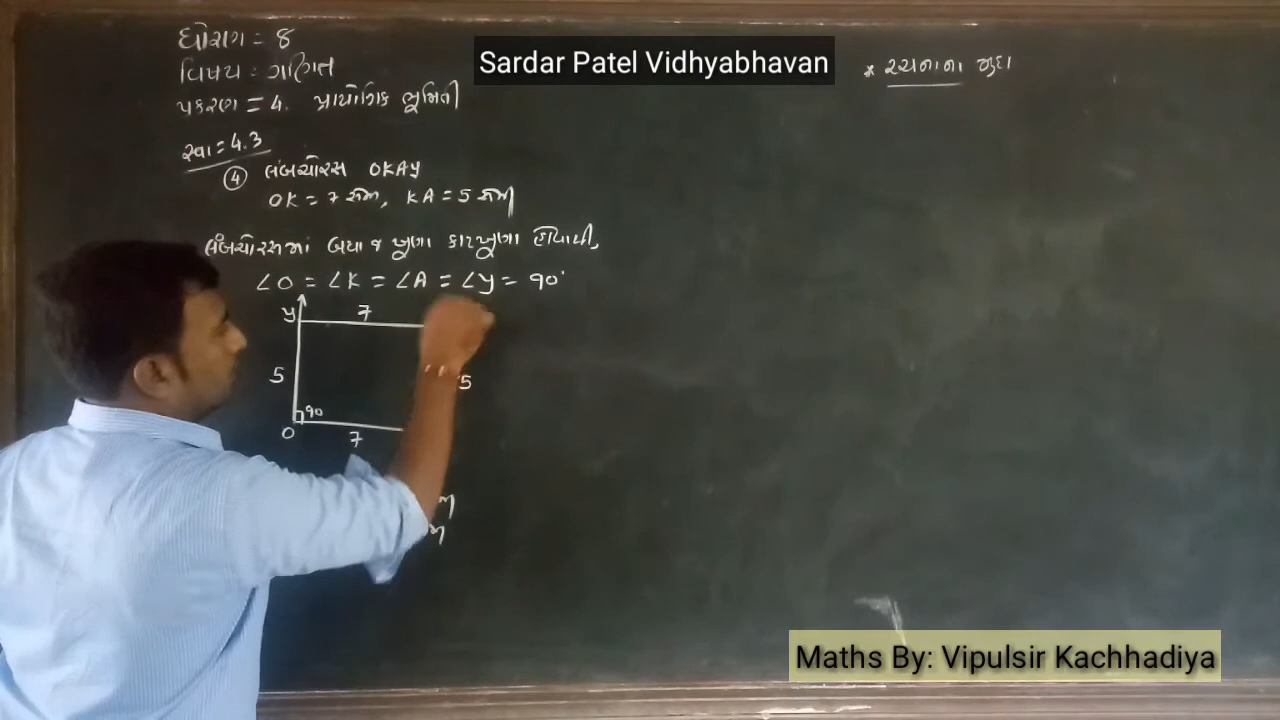 ધોરણ = ૪
વિષય : ગણિત
પ્રકરણ = 4. પ્રાયોગિક ભૂમિતી
સ્વા = 4.3
④ લંબચોરસ OKAY
OK = 7 સેમી, KA = 5 સેમી
લંબચોરસમાં બધા જ ખૂણા કાટખૂણા હોવાથી,
∠O = ∠K = ∠A = ∠Y = 90°
Y 7
5 5
90
O 7
Sardar Patel Vidhyabhavan
* રચનાના મુદ્દા
Maths By: Vipulsir Kachhadiya